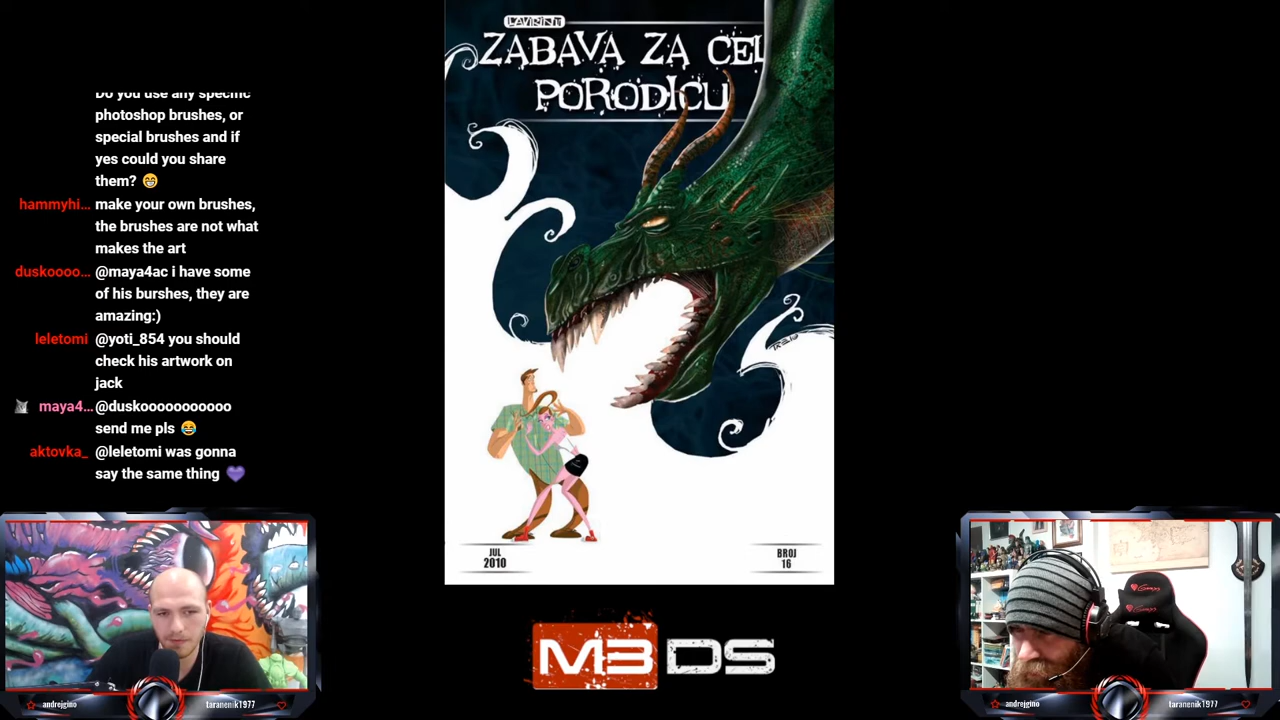 Do you use any specific
photoshop brushes, or
special brushes and if
yes could you share
them? 😁
hammyhi... make your own brushes,
the brushes are not what
makes the art
duskoooo... @maya4ac i have some
of his burshes, they are
amazing:)
leletomi @yoti_854 you should
check his artwork on
jack
maya4... @duskooooooooooo
send me pls 😂
aktovka_ @leletomi was gonna
say the same thing 💜
LAVIRINT
ZABAVA ZA CEL
PORODICU
JUL
2010
BROJ
16
M3DS
andrejgino taranenik1977
andrejgino taranenik1977